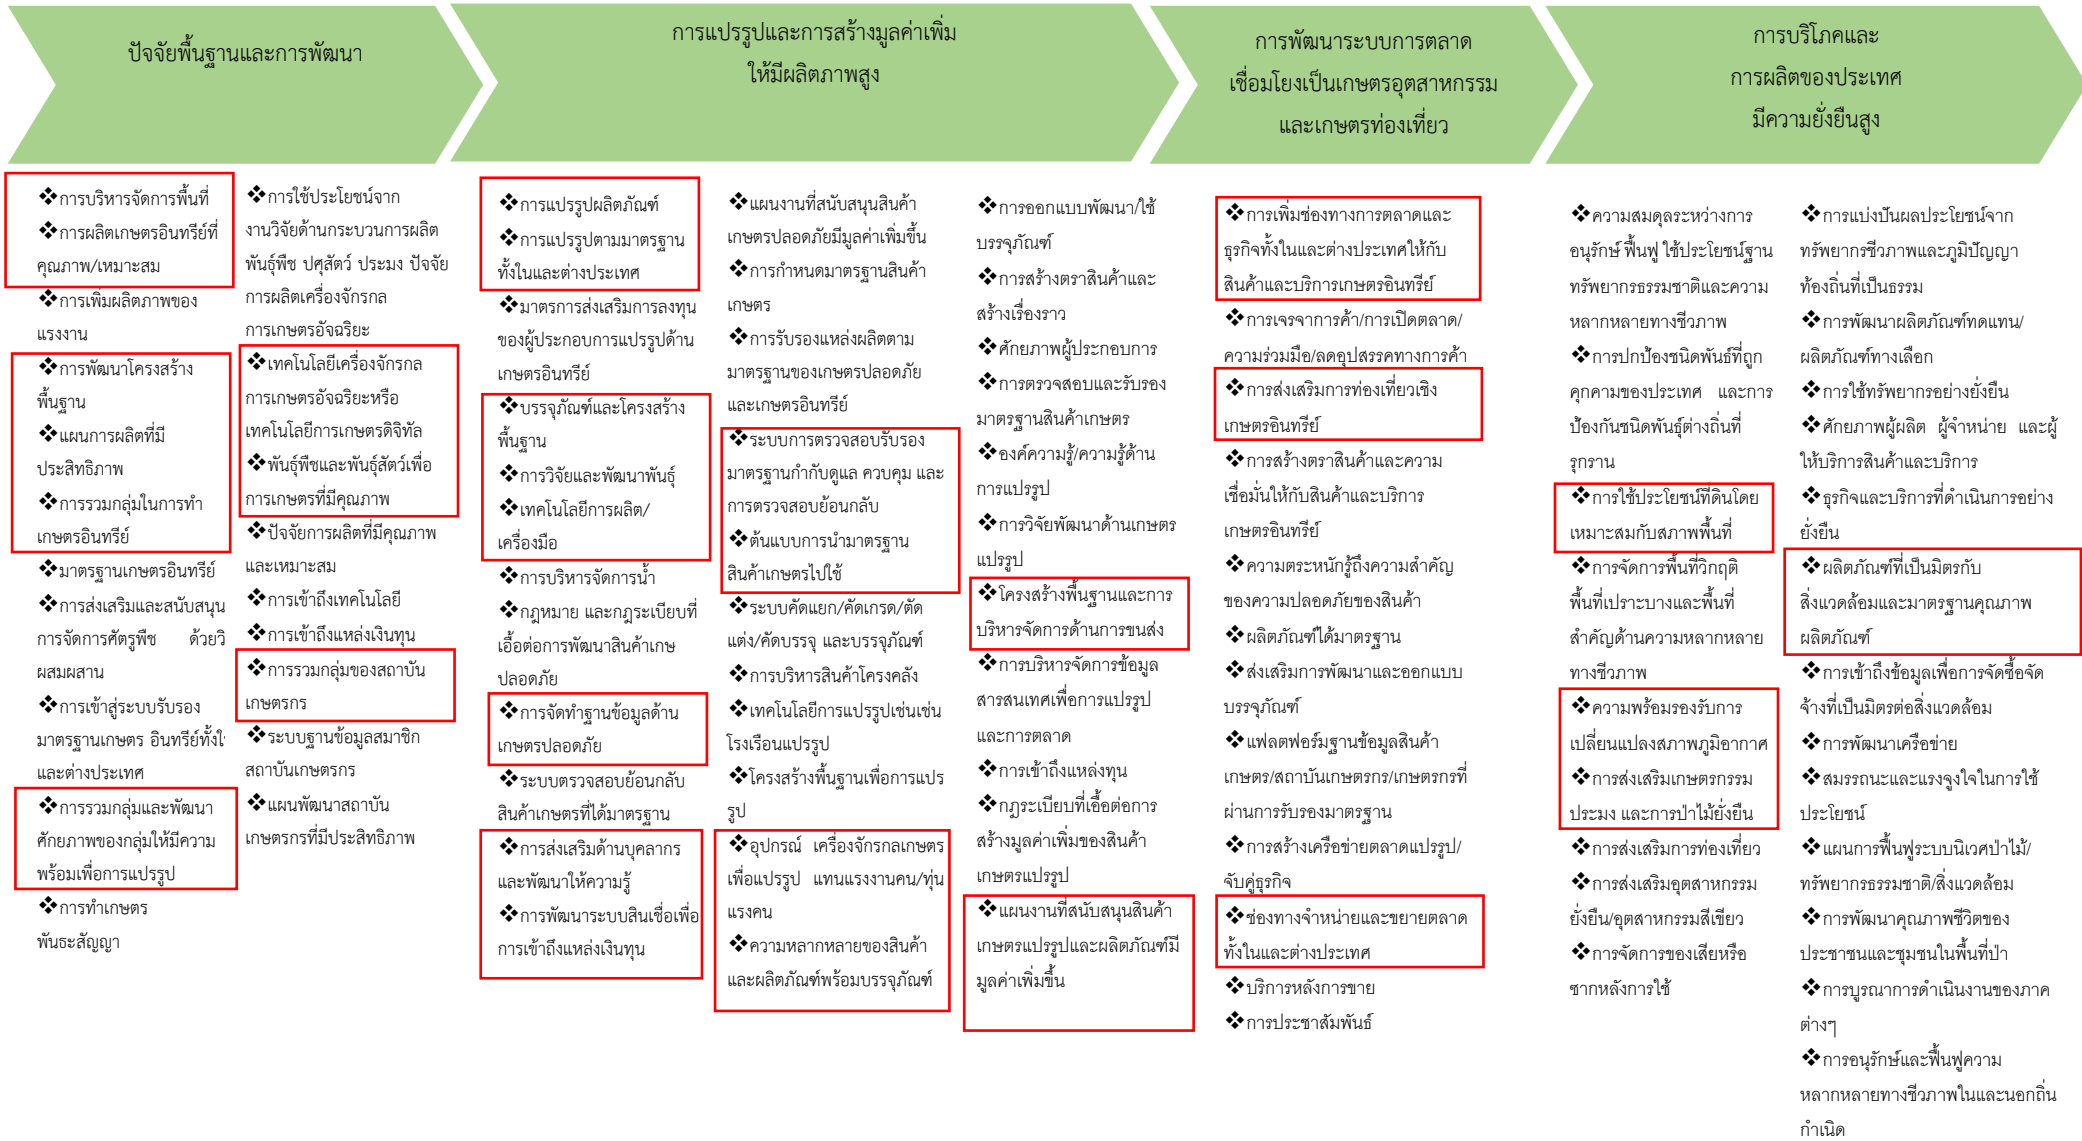 ปัจจัยพื้นฐานและการพัฒนา
การแปรรูปและการสร้างมูลค่าเพิ่ม
ให้มีผลิตภาพสูง
การพัฒนาระบบการตลาด
เชื่อมโยงเป็นเกษตรอุตสาหกรรม
และเกษตรท่องเที่ยว
การบริโภคและ
การผลิตของประเทศ
มีความยั่งยืนสูง
❖การบริหารจัดการพื้นที่
❖การผลิตเกษตรอินทรีย์ที่
คุณภาพ/เหมาะสม
❖การเพิ่มผลิตภาพของ
แรงงาน
❖การพัฒนาโครงสร้าง
พื้นฐาน
❖แผนการผลิตที่มี
ประสิทธิภาพ
❖การรวมกลุ่มในการทำ
เกษตรอินทรีย์
❖มาตรฐานเกษตรอินทรีย์
❖การส่งเสริมและสนับสนุน
การจัดการศัตรูพืช ด้วยวิ
ผสมผสาน
❖การเข้าสู่ระบบรับรอง
มาตรฐานเกษตร อินทรีย์ทั้งใ
และต่างประเทศ
❖การรวมกลุ่มและพัฒนา
ศักยภาพของกลุ่มให้มีความ
พร้อมเพื่อการแปรรูป
❖การทำเกษตร
พันธะสัญญา
❖การใช้ประโยชน์จาก
งานวิจัยด้านกระบวนการผลิต
พันธุ์พืช ปศุสัตว์ ประมง ปัจจัย
การผลิตเครื่องจักรกล
การเกษตรอัจฉริยะ
❖เทคโนโลยีเครื่องจักรกล
การเกษตรอัจฉริยะหรือ
เทคโนโลยีการเกษตรดิจิทัล
❖พันธุ์พืชและพันธุ์สัตว์เพื่อ
การเกษตรที่มีคุณภาพ
❖ปัจจัยการผลิตที่มีคุณภาพ
และเหมาะสม
❖การเข้าถึงเทคโนโลยี
❖การเข้าถึงแหล่งเงินทุน
❖การรวมกลุ่มของสถาบัน
เกษตรกร
❖ระบบฐานข้อมูลสมาชิก
สถาบันเกษตรกร
❖แผนพัฒนาสถาบัน
เกษตรกรที่มีประสิทธิภาพ
❖การแปรรูปผลิตภัณฑ์
❖การแปรรูปตามมาตรฐาน
ทั้งในและต่างประเทศ
❖มาตรการส่งเสริมการลงทุน
ของผู้ประกอบการแปรรูปด้าน
เกษตรอินทรีย์
❖บรรจุภัณฑ์และโครงสร้าง
พื้นฐาน
❖การวิจัยและพัฒนาพันธุ์
❖เทคโนโลยีการผลิต/
เครื่องมือ
❖การบริหารจัดการน้ำ
❖กฎหมาย และกฎระเบียบที่
เอื้อต่อการพัฒนาสินค้าเกษ
ปลอดภัย
❖การจัดทำฐานข้อมูลด้าน
เกษตรปลอดภัย
❖ระบบตรวจสอบย้อนกลับ
สินค้าเกษตรที่ได้มาตรฐาน
❖การส่งเสริมด้านบุคลากร
และพัฒนาให้ความรู้
❖การพัฒนาระบบสินเชื่อเพื่อ
การเข้าถึงแหล่งเงินทุน
❖แผนงานที่สนับสนุนสินค้า
เกษตรปลอดภัยมีมูลค่าเพิ่มขึ้น
❖การกำหนดมาตรฐานสินค้า
เกษตร
❖การรับรองแหล่งผลิตตาม
มาตรฐานของเกษตรปลอดภัย
และเกษตรอินทรีย์
❖ระบบการตรวจสอบรับรอง
มาตรฐานกำกับดูแล ควบคุม และ
การตรวจสอบย้อนกลับ
❖ต้นแบบการนำมาตรฐาน
สินค้าเกษตรไปใช้
❖ระบบคัดแยก/คัดเกรด/ตัด
แต่ง/คัดบรรจุ และบรรจุภัณฑ์
❖การบริหารสินค้าโครงคลัง
❖เทคโนโลยีการแปรรูปเช่นเช่น
โรงเรือนแปรรูป
❖โครงสร้างพื้นฐานเพื่อการแปร
รูป
❖อุปกรณ์ เครื่องจักรกลเกษตร
เพื่อแปรรูป แทนแรงงานคน/ทุ่น
แรงคน
❖ความหลากหลายของสินค้า
และผลิตภัณฑ์พร้อมบรรจุภัณฑ์
❖การออกแบบพัฒนา/ใช้
บรรจุภัณฑ์
❖การสร้างตราสินค้าและ
สร้างเรื่องราว
❖ศักยภาพผู้ประกอบการ
❖การตรวจสอบและรับรอง
มาตรฐานสินค้าเกษตร
❖องค์ความรู้/ความรู้ด้าน
การแปรรูป
❖การวิจัยพัฒนาด้านเกษตร
แปรรูป
❖โครงสร้างพื้นฐานและการ
บริหารจัดการด้านการขนส่ง
❖การบริหารจัดการข้อมูล
สารสนเทศเพื่อการแปรรูป
และการตลาด
❖การเข้าถึงแหล่งทุน
❖กฎระเบียบที่เอื้อต่อการ
สร้างมูลค่าเพิ่มของสินค้า
เกษตรแปรรูป
❖แผนงานที่สนับสนุนสินค้า
เกษตรแปรรูปและผลิตภัณฑ์มี
มูลค่าเพิ่มขึ้น
❖การเพิ่มช่องทางการตลาดและ
ธุรกิจทั้งในและต่างประเทศให้กับ
สินค้าและบริการเกษตรอินทรีย์
❖การเจรจาการค้า/การเปิดตลาด/
ความร่วมมือ/ลดอุปสรรคทางการค้า
❖การส่งเสริมการท่องเที่ยวเชิง
เกษตรอินทรีย์
❖การสร้างตราสินค้าและความ
เชื่อมั่นให้กับสินค้าและบริการ
เกษตรอินทรีย์
❖ความตระหนักรู้ถึงความสำคัญ
ของความปลอดภัยของสินค้า
❖ผลิตภัณฑ์ได้มาตรฐาน
❖ส่งเสริมการพัฒนาและออกแบบ
บรรจุภัณฑ์
❖แฟลตฟอร์มฐานข้อมูลสินค้า
เกษตร/สถาบันเกษตรกร/เกษตรกรที่
ผ่านการรับรองมาตรฐาน
❖การสร้างเครือข่ายตลาดแปรรูป/
จับคู่ธุรกิจ
❖ช่องทางจำหน่ายและขยายตลาด
ทั้งในและต่างประเทศ
❖บริการหลังการขาย
❖การประชาสัมพันธ์
❖ความสมดุลระหว่างการ
อนุรักษ์ ฟื้นฟู ใช้ประโยชน์ฐาน
ทรัพยากรธรรมชาติและความ
หลากหลายทางชีวภาพ
❖การปกป้องชนิดพันธ์ที่ถูก
คุกคามของประเทศ และการ
ป้องกันชนิดพันธุ์ต่างถิ่นที่
รุกราน
❖การใช้ประโยชน์ที่ดินโดย
เหมาะสมกับสภาพพื้นที่
❖การจัดการพื้นที่วิกฤติ
พื้นที่เปราะบางและพื้นที่
สำคัญด้านความหลากหลาย
ทางชีวภาพ
❖ความพร้อมรองรับการ
เปลี่ยนแปลงสภาพภูมิอากาศ
❖การส่งเสริมเกษตรกรรม
ประมง และการป่าไม้ยั่งยืน
❖การส่งเสริมการท่องเที่ยว
❖การส่งเสริมอุตสาหกรรม
ยั่งยืน/อุตสาหกรรมสีเขียว
❖การจัดการของเสียหรือ
ซากหลังการใช้
❖การแบ่งปันผลประโยชน์จาก
ทรัพยากรชีวภาพและภูมิปัญญา
ท้องถิ่นที่เป็นธรรม
❖การพัฒนาผลิตภัณฑ์ทดแทน/
ผลิตภัณฑ์ทางเลือก
❖การใช้ทรัพยากรอย่างยั่งยืน
❖ศักยภาพผู้ผลิต ผู้จำหน่าย และผู้
ให้บริการสินค้าและบริการ
❖ธุรกิจและบริการที่ดำเนินการอย่าง
ยั่งยืน
❖ผลิตภัณฑ์ที่เป็นมิตรกับ
สิ่งแวดล้อมและมาตรฐานคุณภาพ
ผลิตภัณฑ์
❖การเข้าถึงข้อมูลเพื่อการจัดซื้อจัด
จ้างที่เป็นมิตรต่อสิ่งแวดล้อม
❖การพัฒนาเครือข่าย
❖สมรรถนะและแรงจูงใจในการใช้
ประโยชน์
❖แผนการฟื้นฟูระบบนิเวศป่าไม้/
ทรัพยากรธรรมชาติ/สิ่งแวดล้อม
❖การพัฒนาคุณภาพชีวิตของ
ประชาชนและชุมชนในพื้นที่ป่า
❖การบูรณาการดำเนินงานของภาค
ต่างๆ
❖การอนุรักษ์และฟื้นฟูความ
หลากหลายทางชีวภาพในและนอกถิ่น
กำเนิด